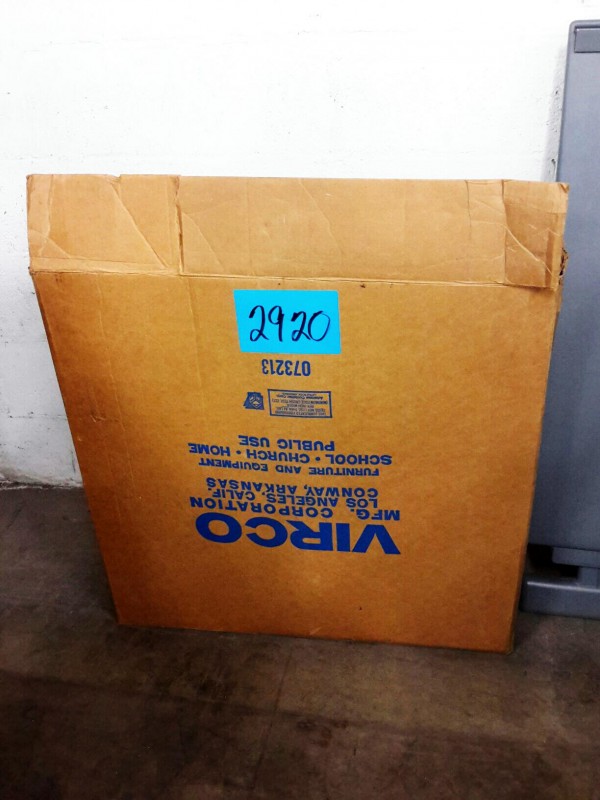 2920
VIRCO
MFG. CORPORATION
LOS ANGELES, CALIF.
CONWAY, ARKANSAS
FURNITURE AND EQUIPMENT
SCHOOL • CHURCH • HOME
PUBLIC USE
073213